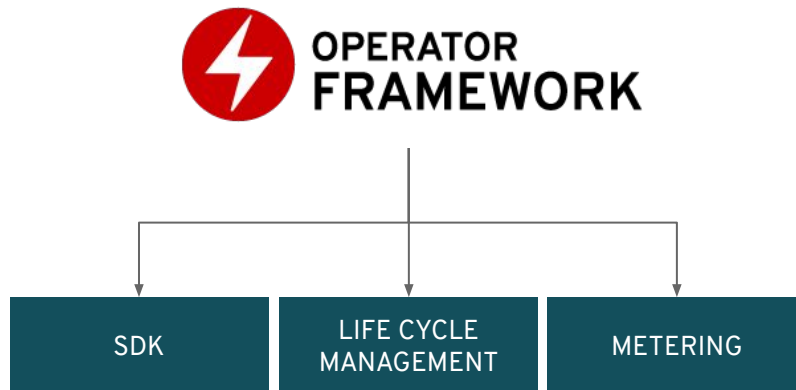 OPERATOR
FRAMEWORK
SDK
LIFE CYCLE
MANAGEMENT
METERING